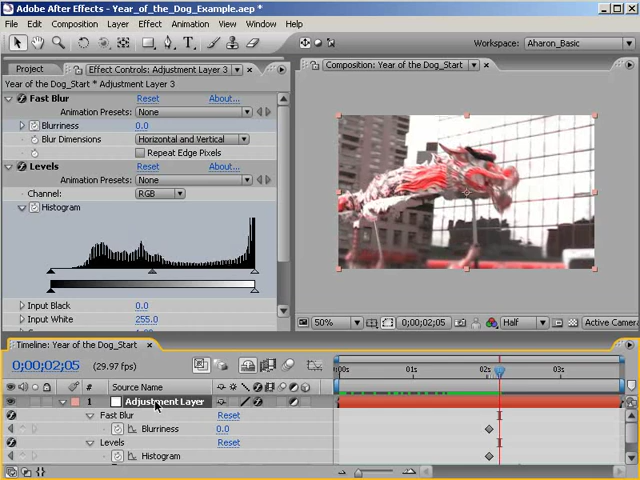 Adobe After Effects - Year_of_the_Dog_Example.aep *
File Edit Composition Layer Effect Animation View Window Help
Workspace: Aharon_Basic
Project Effect Controls: Adjustment Layer 3
Composition: Year of the Dog_Start
Year of the Dog_Start * Adjustment Layer 3
Fast Blur Reset About...
Animation Presets: None
Blurriness 0.0
Blur Dimensions Horizontal and Vertical
Repeat Edge Pixels
Levels Reset About...
Animation Presets: None
Channel: RGB
Histogram
Input Black 0.0
Input White 255.0
50% 0;00;02;05 Half Active Camera
Timeline: Year of the Dog_Start
0;00;02;05 (29.97 fps)
:00s 01s 02s 03s
# Source Name
1 Adjustment Layer
Fast Blur Reset
Blurriness 0.0
Levels Reset
Histogram